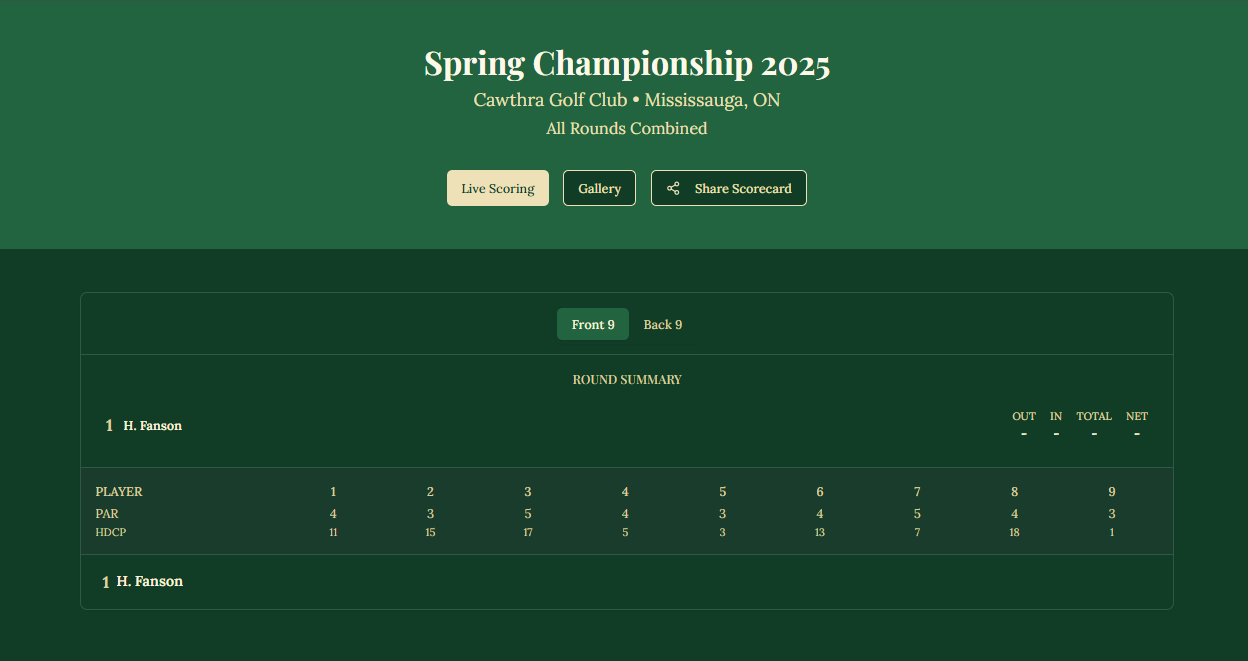 Spring Championship 2025
Cawthra Golf Club • Mississauga, ON
All Rounds Combined
Live Scoring Gallery Share Scorecard
Front 9 Back 9
ROUND SUMMARY
OUT IN TOTAL NET
1 H. Fanson
- - - -
PLAYER 1 2 3 4 5 6 7 8 9
PAR 4 3 5 4 3 4 5 4 3
HDCP 11 15 17 5 3 13 7 18 1
1 H. Fanson